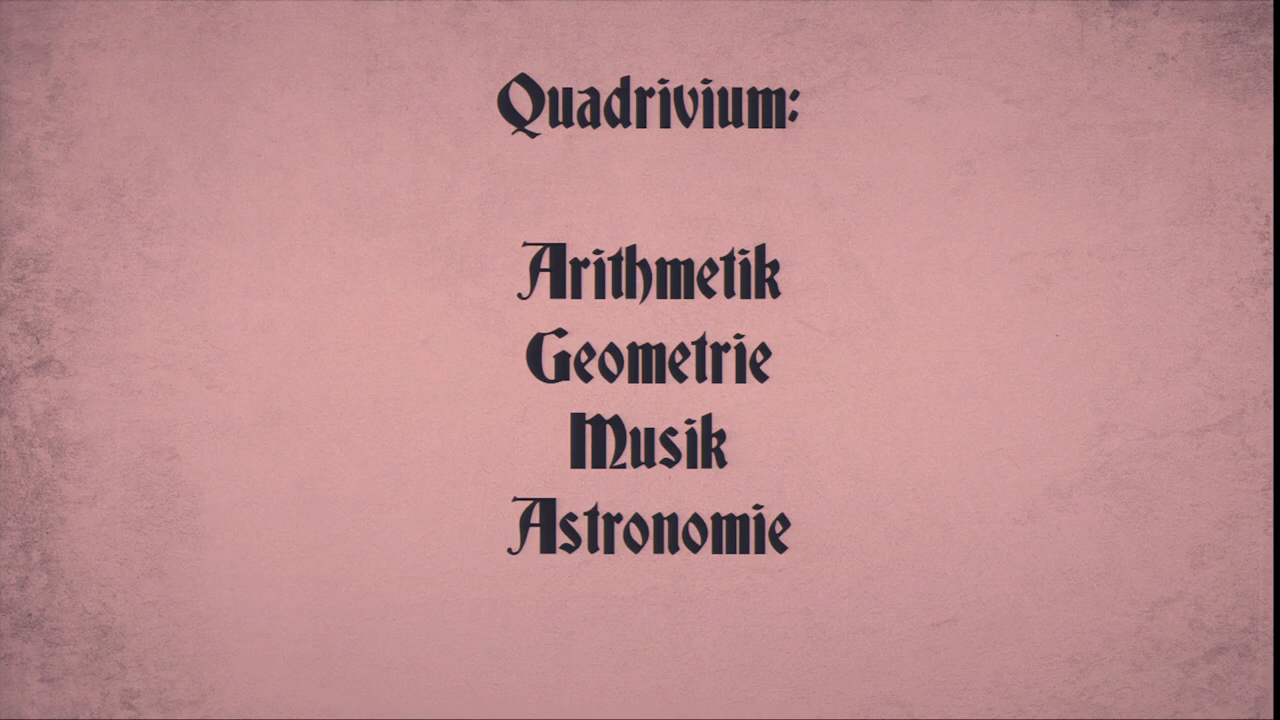 Quadrivium:
Arithmetik
Geometrie
Musik
Astronomie